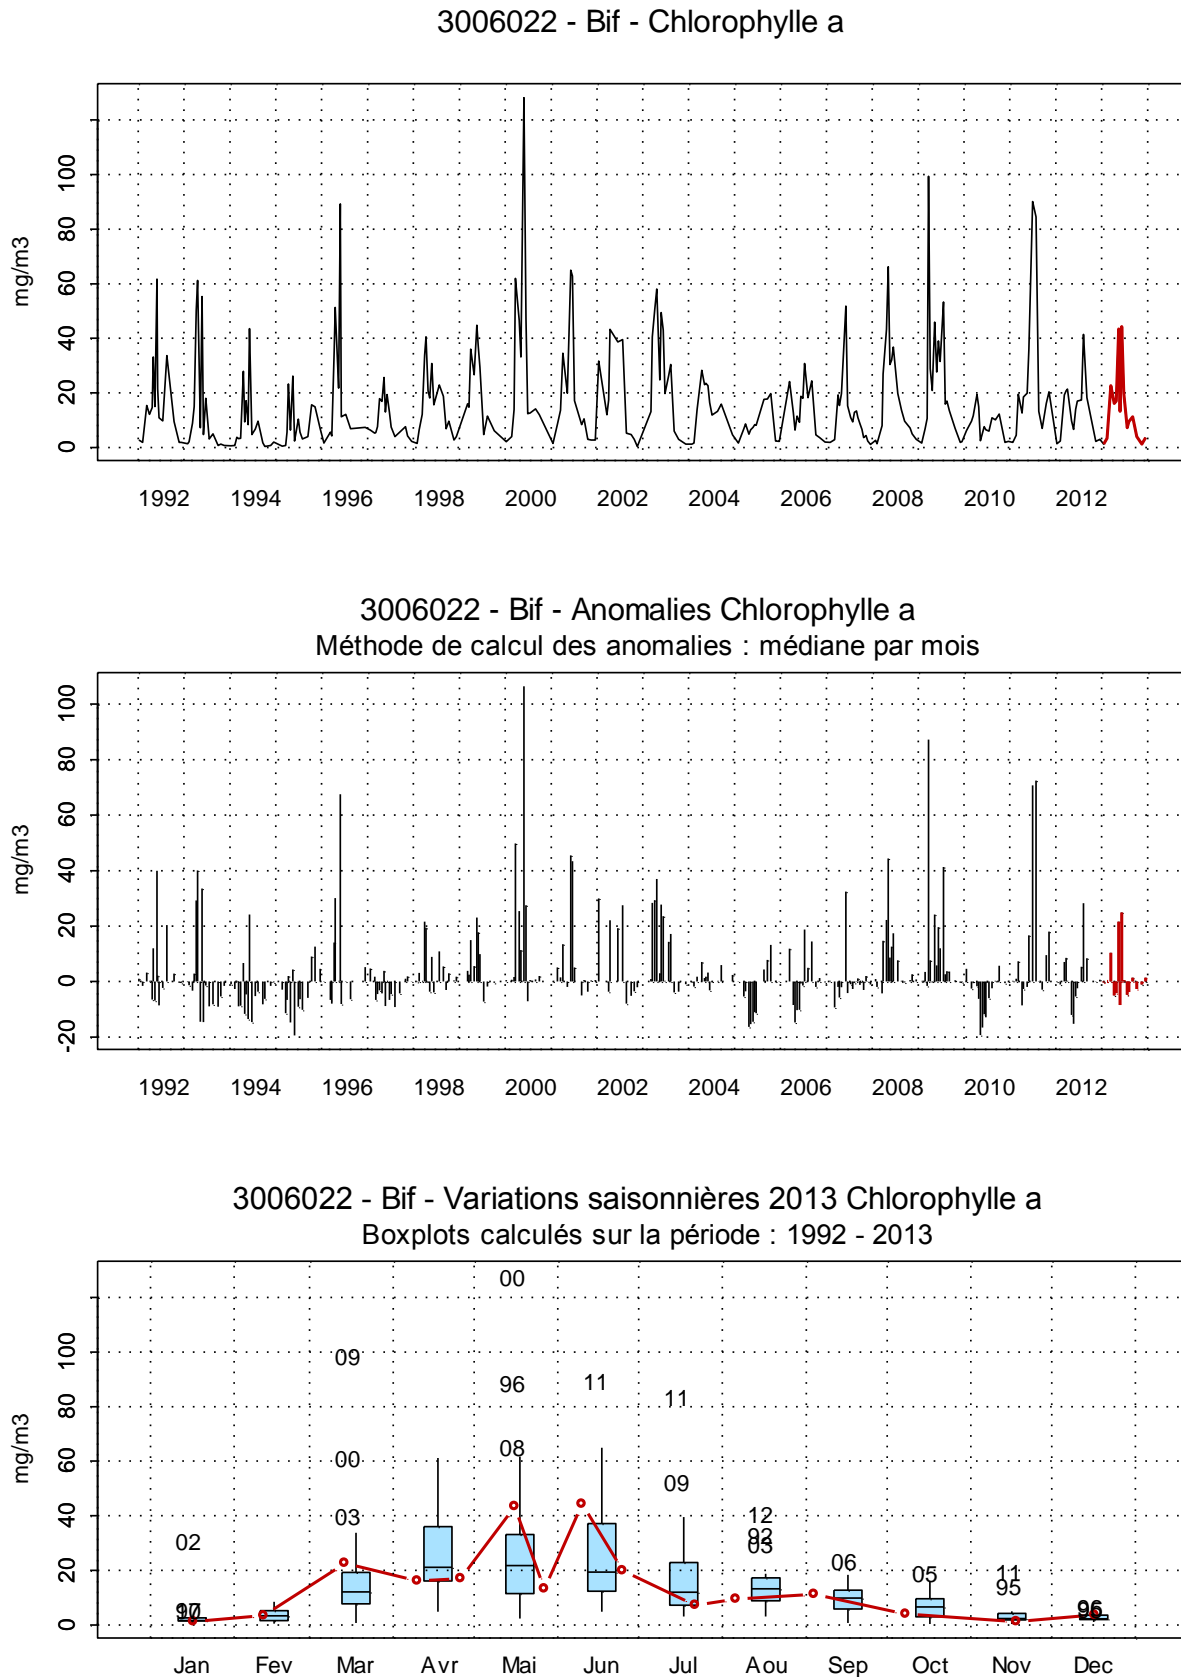 3006022 - Bif - Chlorophylle a
mg/m3
100
80
60
40
20
0
1992 1994 1996 1998 2000 2002 2004 2006 2008 2010 2012
3006022 - Bif - Anomalies Chlorophylle a
Méthode de calcul des anomalies : médiane par mois
mg/m3
100
80
60
40
20
0
-20
1992 1994 1996 1998 2000 2002 2004 2006 2008 2010 2012
3006022 - Bif - Variations saisonnières 2013 Chlorophylle a
Boxplots calculés sur la période : 1992 - 2013
mg/m3
00
100
09
96 11
80
11
08
60
00
09
40
03
12
02
92
03
20
06 05 11
95
0
96
Jan Fev Mar Avr Mai Jun Jul Aou Sep Oct Nov Dec